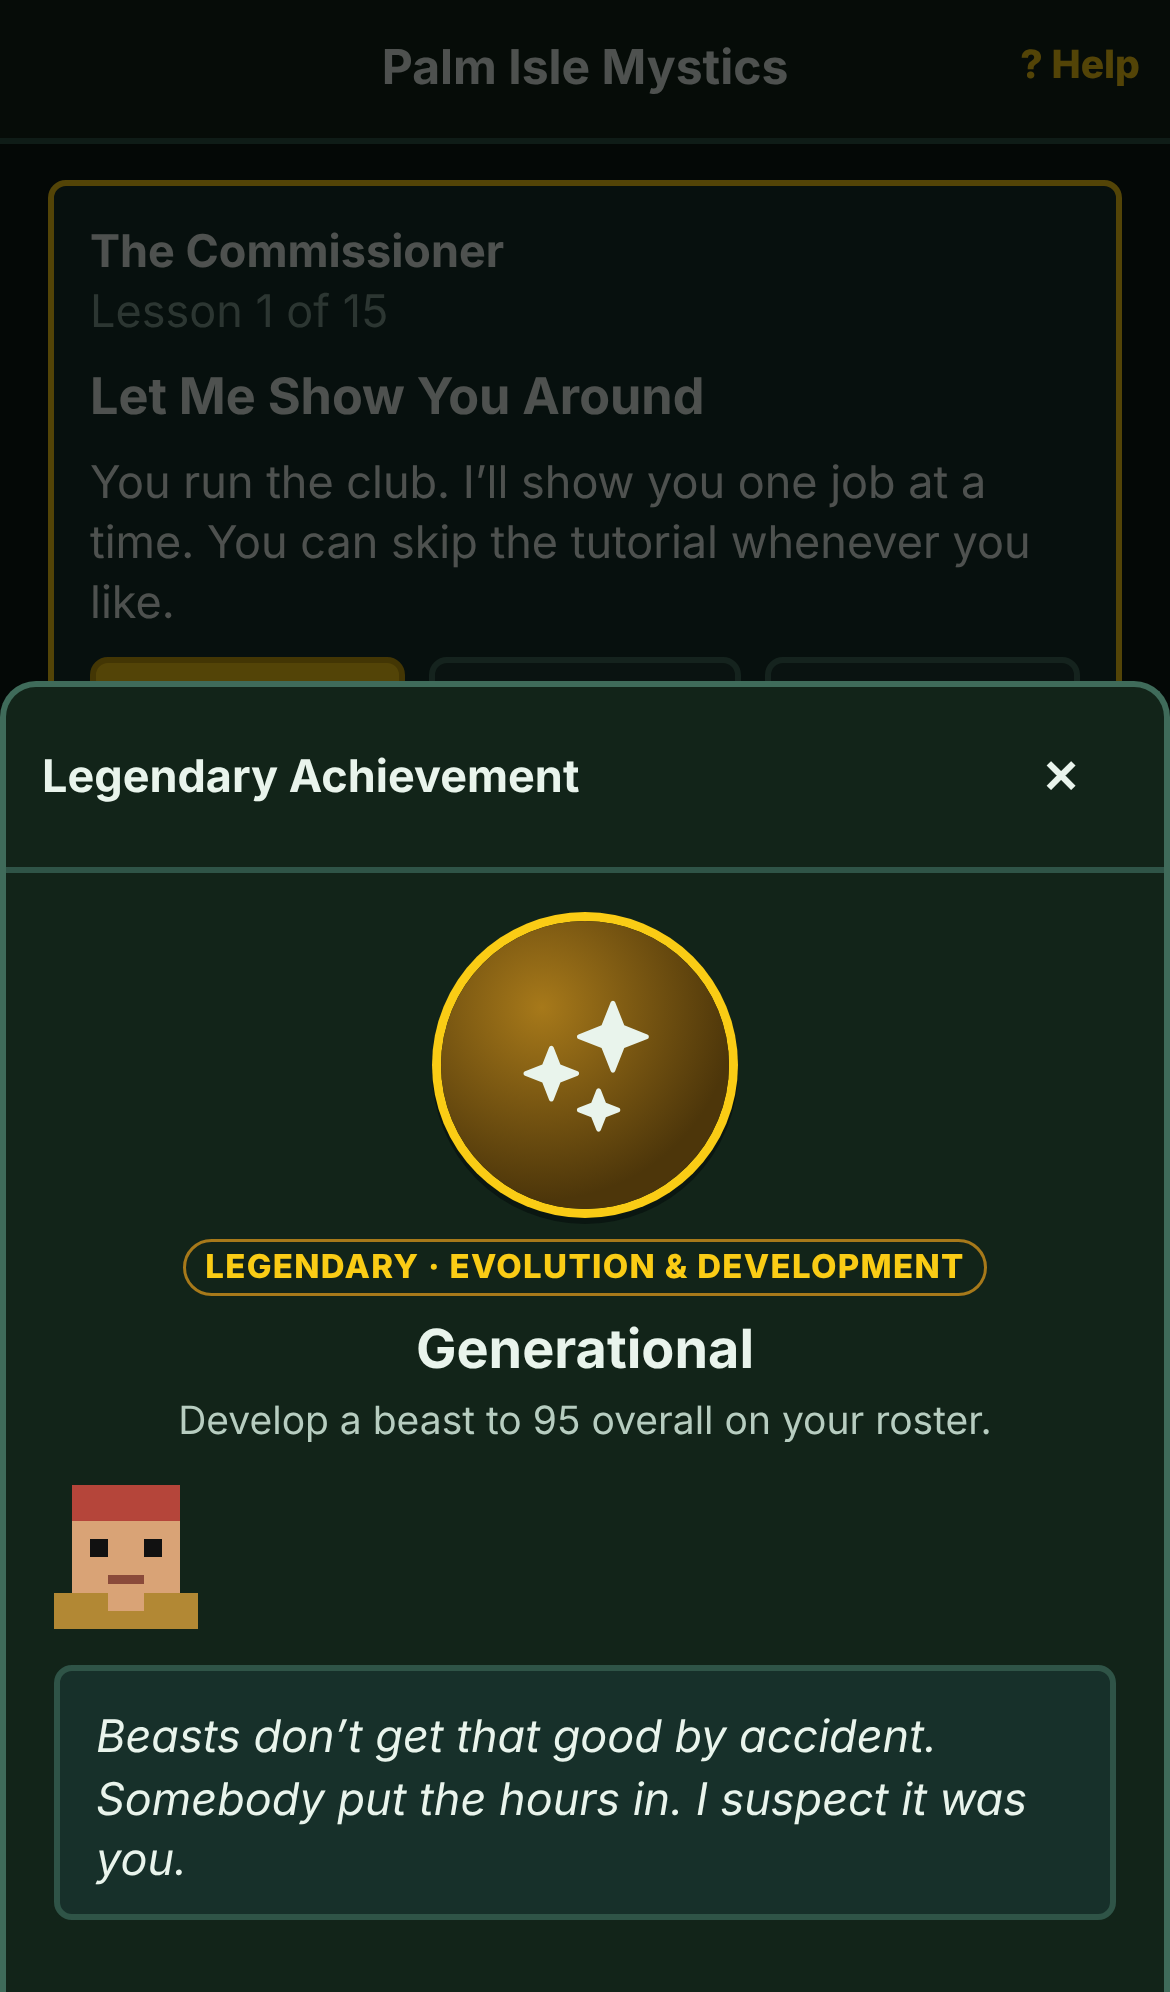 Palm Isle Mystics
? Help
The Commissioner
Lesson 1 of 15
Let Me Show You Around
You run the club. I’ll show you one job at a
time. You can skip the tutorial whenever you
like.
Legendary Achievement
✕
LEGENDARY · EVOLUTION & DEVELOPMENT
Generational
Develop a beast to 95 overall on your roster.
Beasts don’t get that good by accident.
Somebody put the hours in. I suspect it was
you.